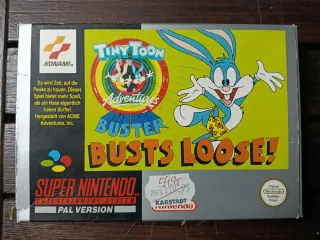 KONAMI
Es wird Zeit, auf die
Pauke zu hauen. Dieses
Spiel bietet mehr Spaß,
als ein Hase eigentlich
haben dürfte!
Hergestellt von ACME
Adventures, Inc.
TINY TOON
Adventures
BUSTER
BUSTS LOOSE!
SUPER NINTENDO
ENTERTAINMENT SYSTEM
PAL VERSION
KARSTADT
Nintendo